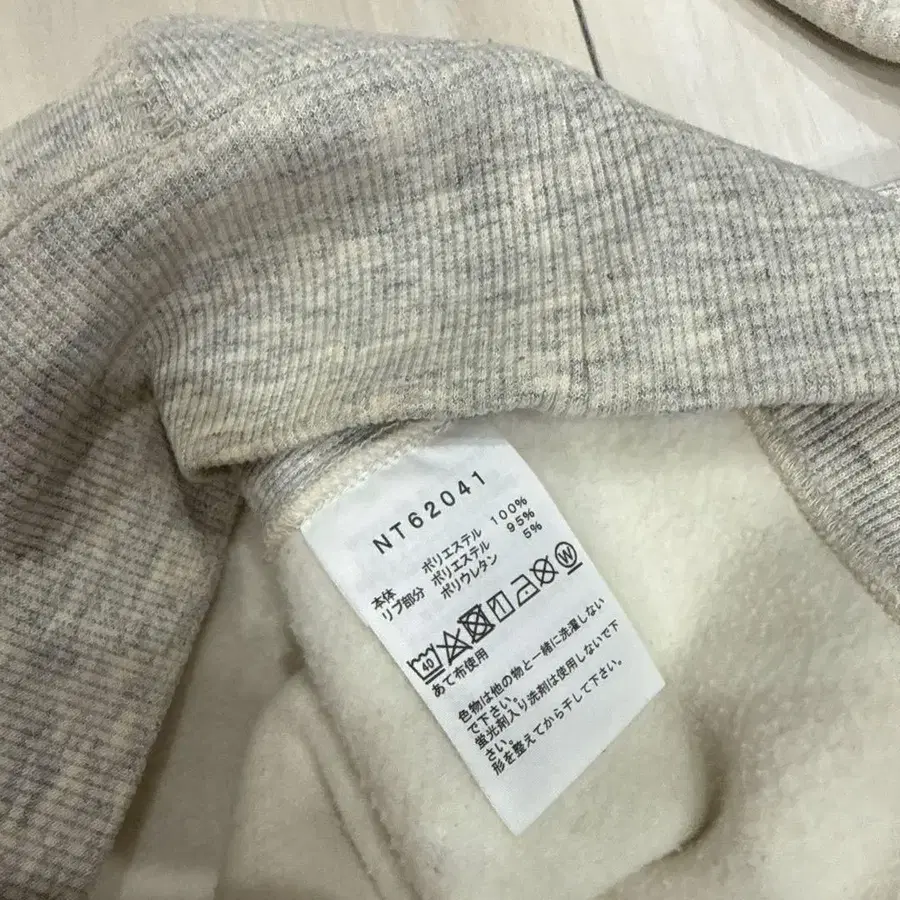 NT62041
本体 ポリエステル 100%
リブ部分 ポリエステル 95%
ポリウレタン 5%
40 W
あて布使用
色物は他の物と一緒に洗濯しない
で下さい。
蛍光剤入り洗剤は使用しないで下
さい。
形を整えてから干して下さい。